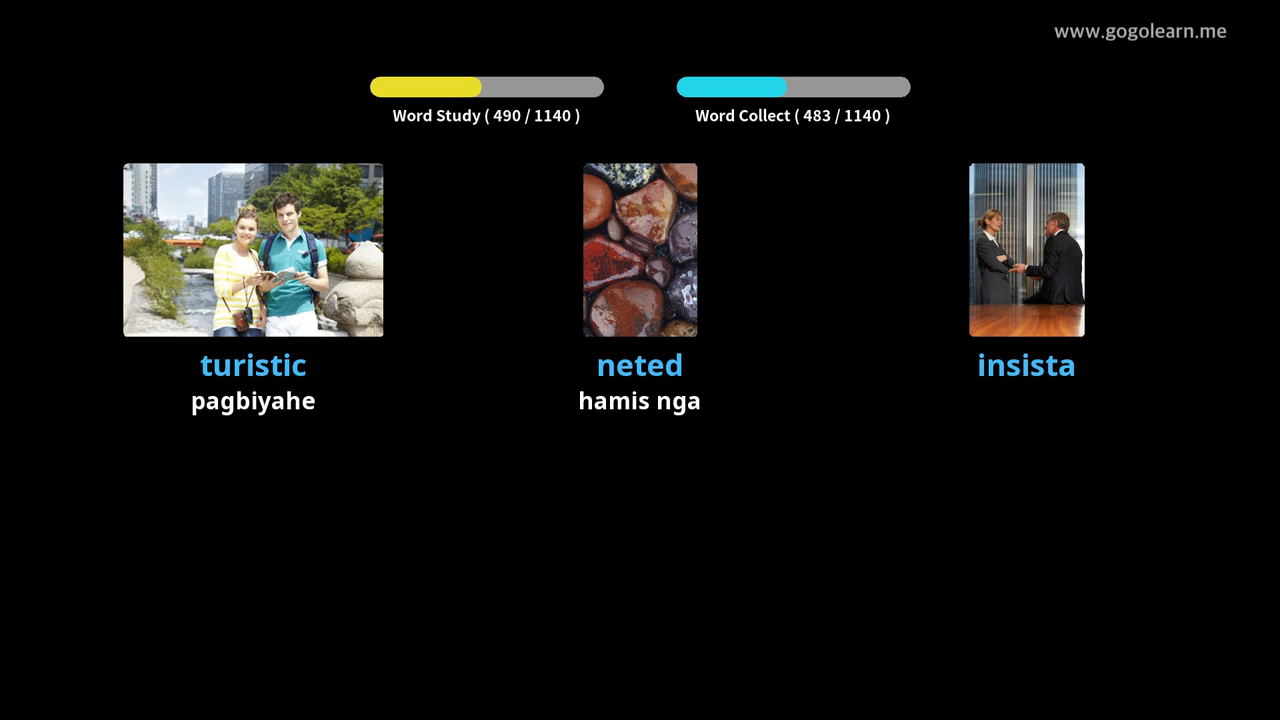 www.gogolearn.me
Word Study ( 490 / 1140 )
Word Collect ( 483 / 1140 )
turistic
pagbiyahe
neted
hamis nga
insista